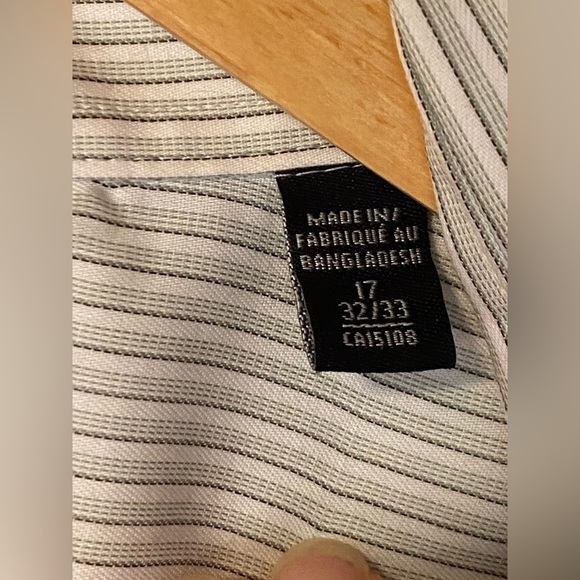 MADE IN/
FABRIQUÉ AU
BANGLADESH
17
32/33
CA15108